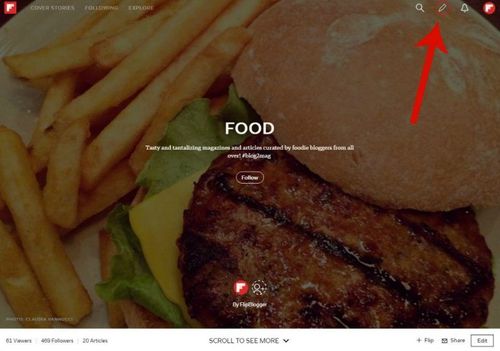 COVER STORIES FOLLOWING EXPLORE
FOOD
Tasty and tantalizing magazines and articles curated by foodie bloggers from all
over! #blog2mag
Follow
By FlipBlogger
PHOTO: CLAUDIA VANNUCCI
61 Viewers 469 Followers 20 Articles SCROLL TO SEE MORE + Flip Share Edit